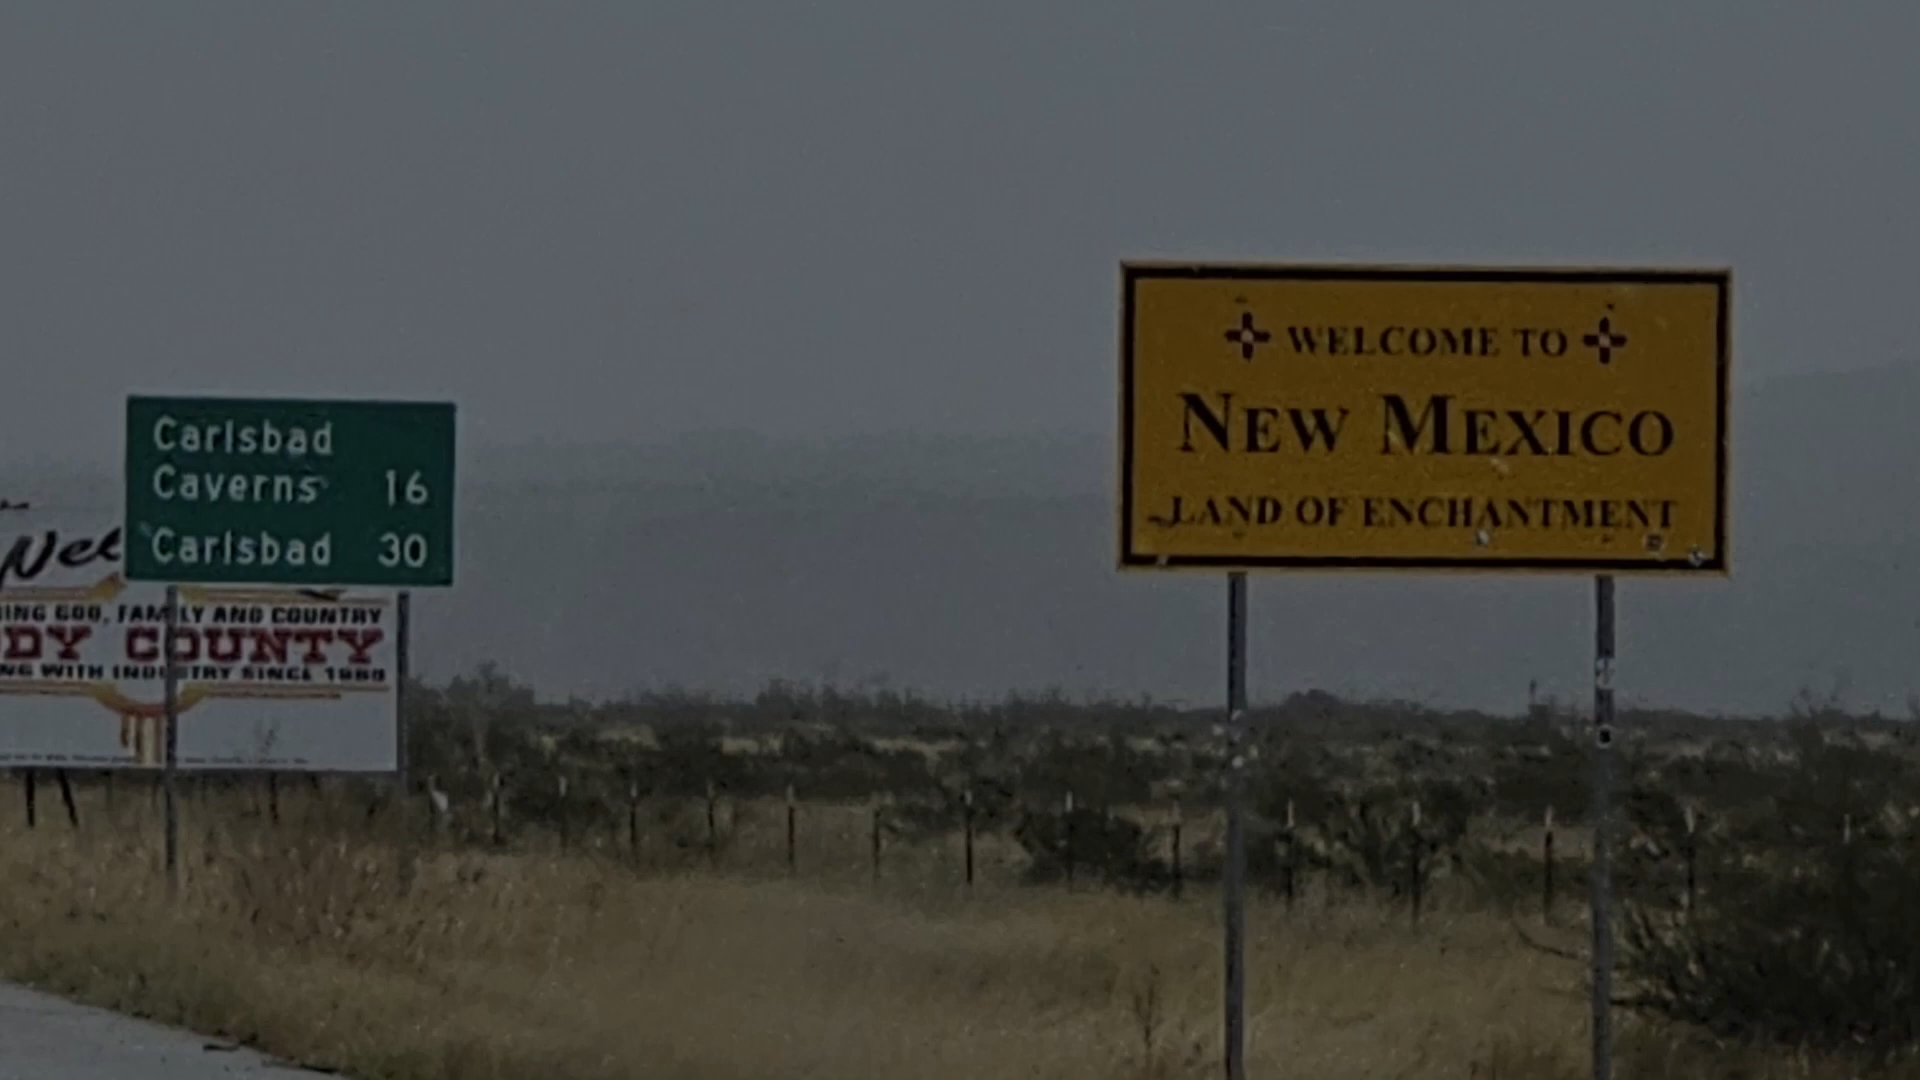 Carlsbad
Caverns 16
Carlsbad 30
GOD, FAMILY AND COUNTRY
COUNTY
WITH INDUSTRY SINCE
WELCOME TO
NEW MEXICO
LAND OF ENCHANTMENT